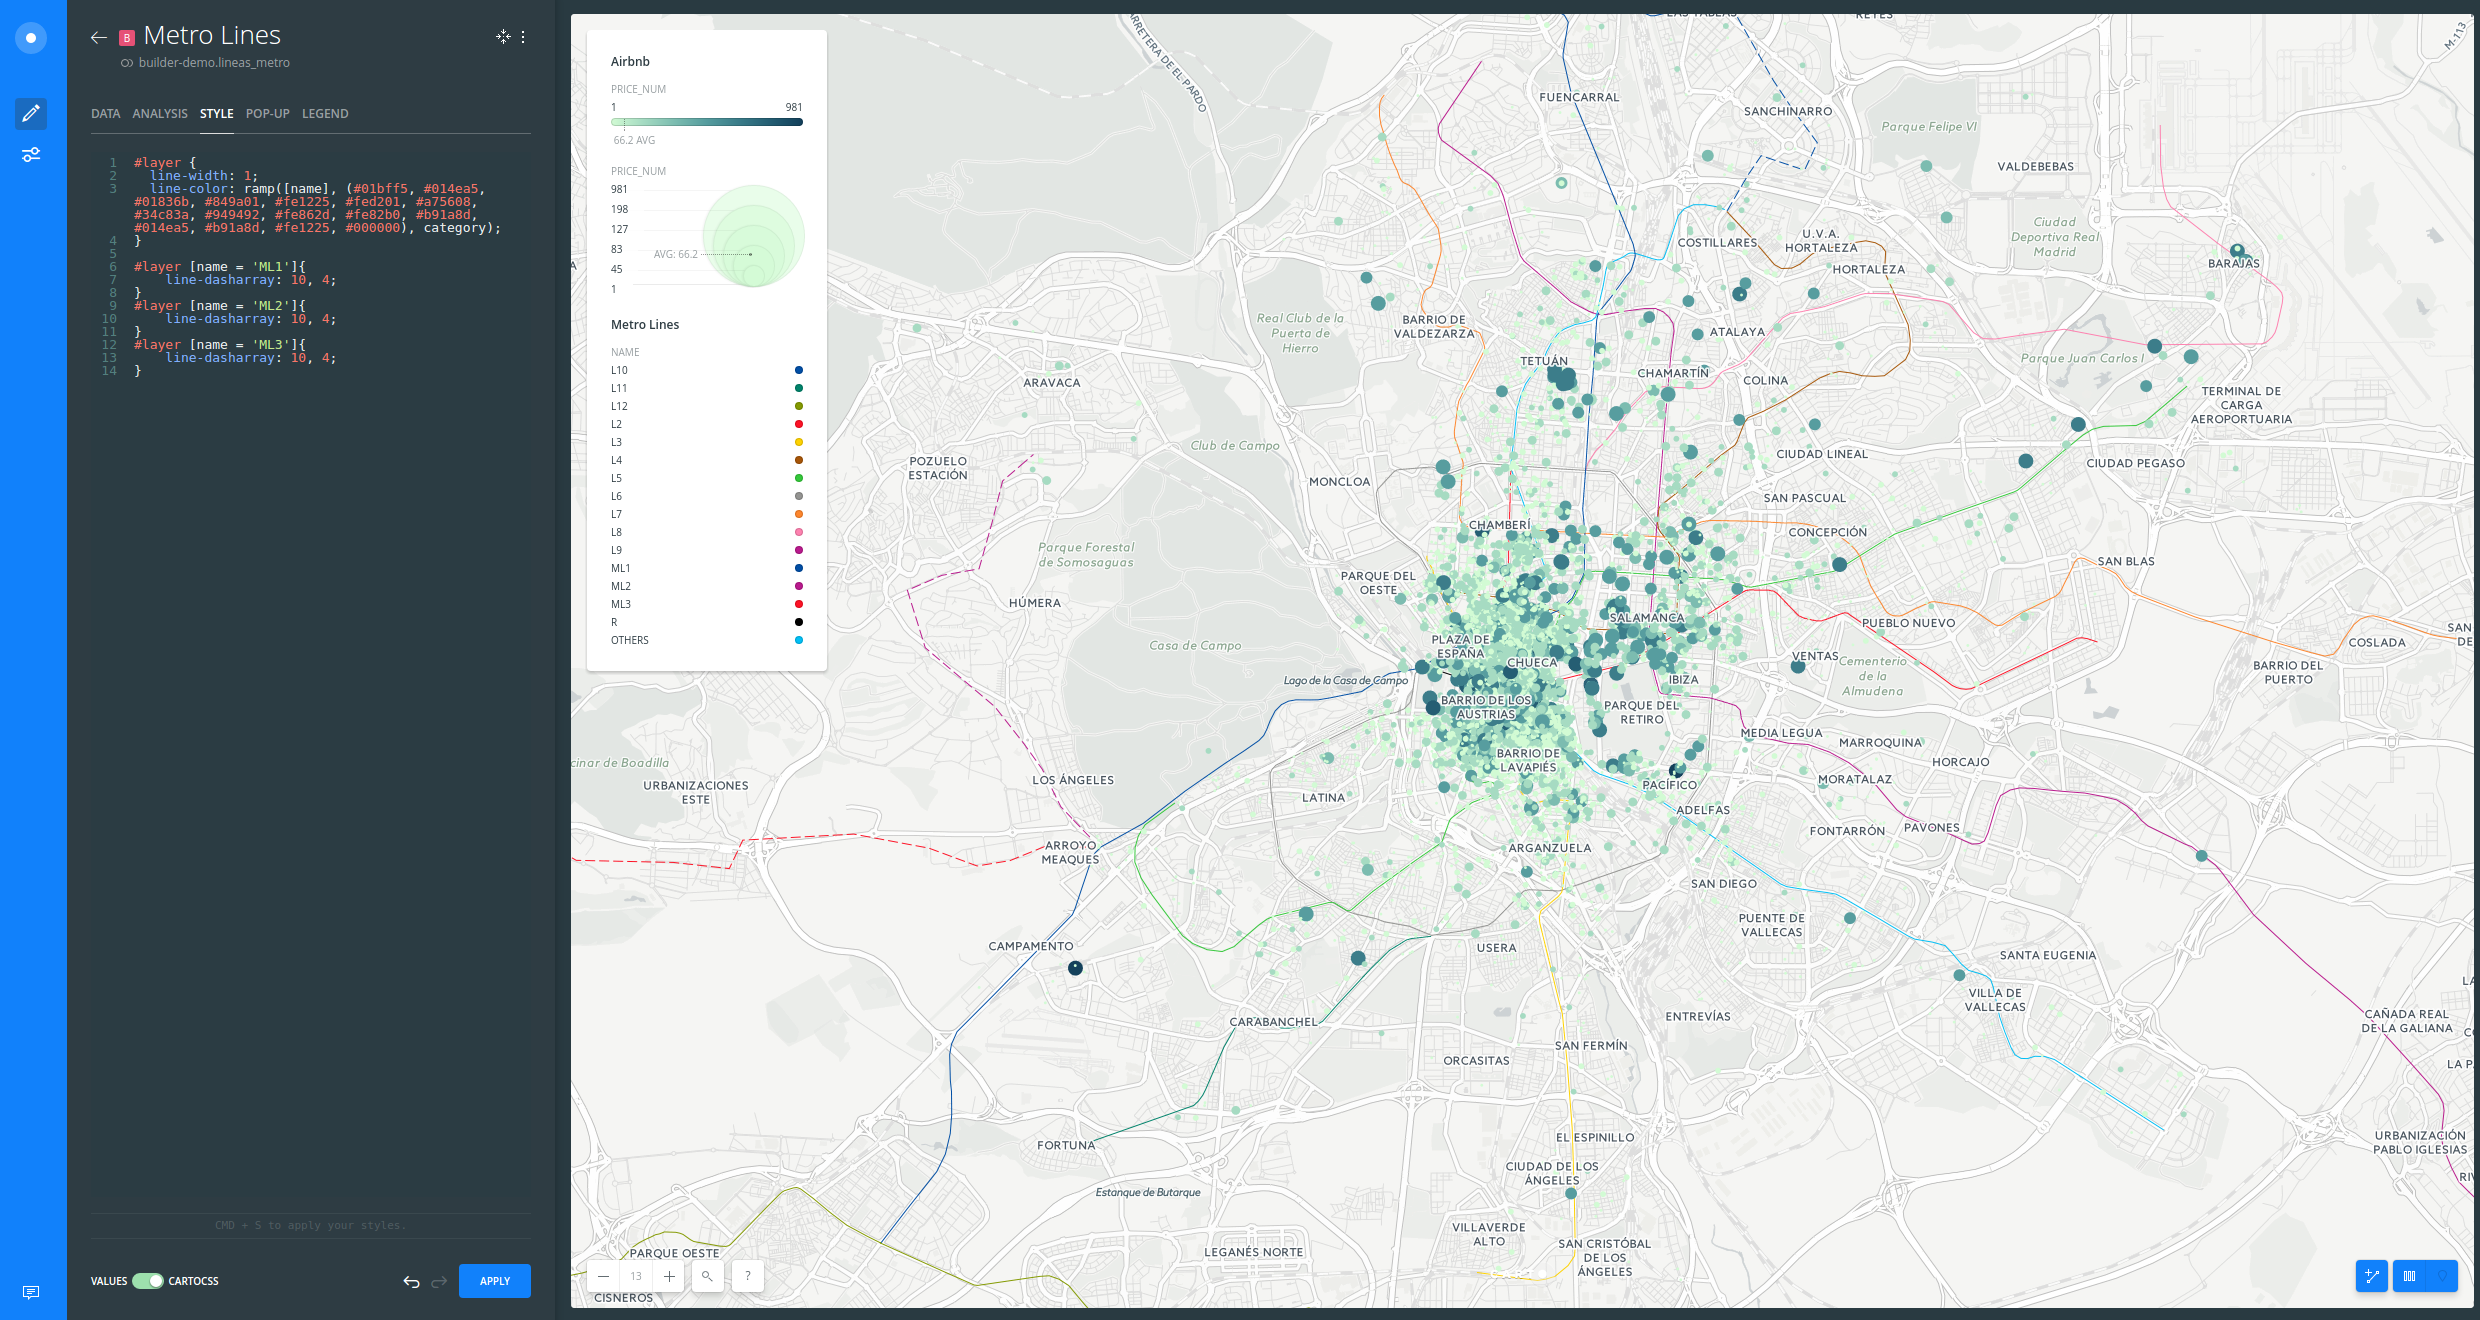 B Metro Lines
builder-demo.lineas_metro
DATA ANALYSIS STYLE POP-UP LEGEND
1 #layer {
2 line-width: 1;
3 line-color: ramp([name], (#01bff5, #014ea5,
#01836b, #849a01, #fe1225, #fed201, #a75608,
#34c83a, #949492, #fe862d, #fe82b0, #b91a8d,
#014ea5, #b91a8d, #fe1225, #000000), category);
4 }
5
6 #layer [name = 'ML1']{
7 line-dasharray: 10, 4;
8 }
9 #layer [name = 'ML2']{
10 line-dasharray: 10, 4;
11 }
12 #layer [name = 'ML3']{
13 line-dasharray: 10, 4;
14 }
CMD + S to apply your styles.
VALUES CARTOCSS
APPLY
Airbnb
PRICE_NUM
1 981
66.2 AVG
PRICE_NUM
981
198
127
83
AVG: 66.2
45
1
Metro Lines
NAME
L10
L11
L12
L2
L3
L4
L5
L6
L7
L8
L9
ML1
ML2
ML3
R
OTHERS
13
?
CARRETERA DE EL PARDO
M-113
FUENCARRAL
SANCHINARRO
Parque Felipe VI
VALDEBEBAS
Ciudad
Deportiva Real
Madrid
U.V.A.
HORTALEZA
COSTILLARES
HORTALEZA
BARAJAS
Real Club de la
Puerta de
Hierro
BARRIO DE
VALDEZARZA
ATALAYA
TETUÁN
CHAMARTÍN
COLINA
Parque Juan Carlos I
ARAVACA
TERMINAL DE
CARGA
AEROPORTUARIA
Club de Campo
CIUDAD LINEAL
CIUDAD PEGASO
POZUELO
ESTACIÓN
MONCLOA
SAN PASCUAL
CHAMBERÍ
CONCEPCIÓN
Parque Forestal
de Somosaguas
SAN BLAS
PARQUE DEL
OESTE
HÚMERA
SALAMANCA
PUEBLO NUEVO
COSLADA
Casa de Campo
PLAZA DE
ESPAÑA
CHUECA
VENTAS
Cementerio
de la
Almudena
BARRIO DEL
PUERTO
Lago de la Casa de Campo
IBIZA
BARRIO DE LOS
AUSTRIAS
PARQUE DEL
RETIRO
MEDIA LEGUA
MARROQUINA
BARRIO DE
LAVAPIÉS
HORCAJO
cinar de Boadilla
URBANIZACIONES
ESTE
LOS ÁNGELES
MORATALAZ
PACÍFICO
LATINA
ADELFAS
FONTARRÓN
PAVONES
ARROYO
MEAQUES
ARGANZUELA
SAN DIEGO
PUENTE DE
VALLECAS
CAMPAMENTO
USERA
SANTA EUGENIA
VILLA DE
VALLECAS
CARABANCHEL
ENTREVÍAS
CAÑADA REAL
DE LA GALIANA
SAN FERMÍN
ORCASITAS
FORTUNA
EL ESPINILLO
URBANIZACIÓN
PABLO IGLESIAS
CIUDAD DE LOS
ÁNGELES
Estanque de Butarque
VILLAVERDE
ALTO
SAN CRISTÓBAL
DE LOS
ÁNGELES
PARQUE OESTE
LEGANÉS NORTE
CISNEROS